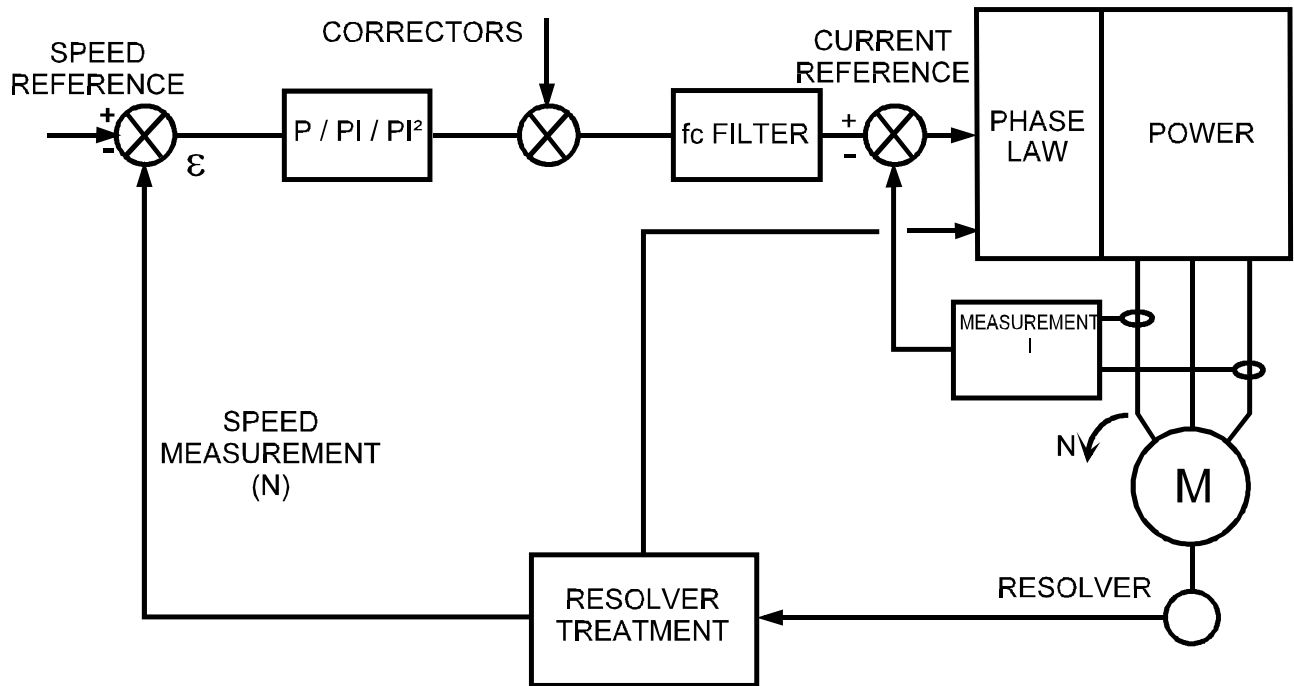 SPEED
REFERENCE
+
-
ε
P / PI / PI²
CORRECTORS
fc FILTER
CURRENT
REFERENCE
+
-
PHASE
LAW
POWER
MEASUREMENT
I
SPEED
MEASUREMENT
(N)
N
M
RESOLVER
TREATMENT
RESOLVER